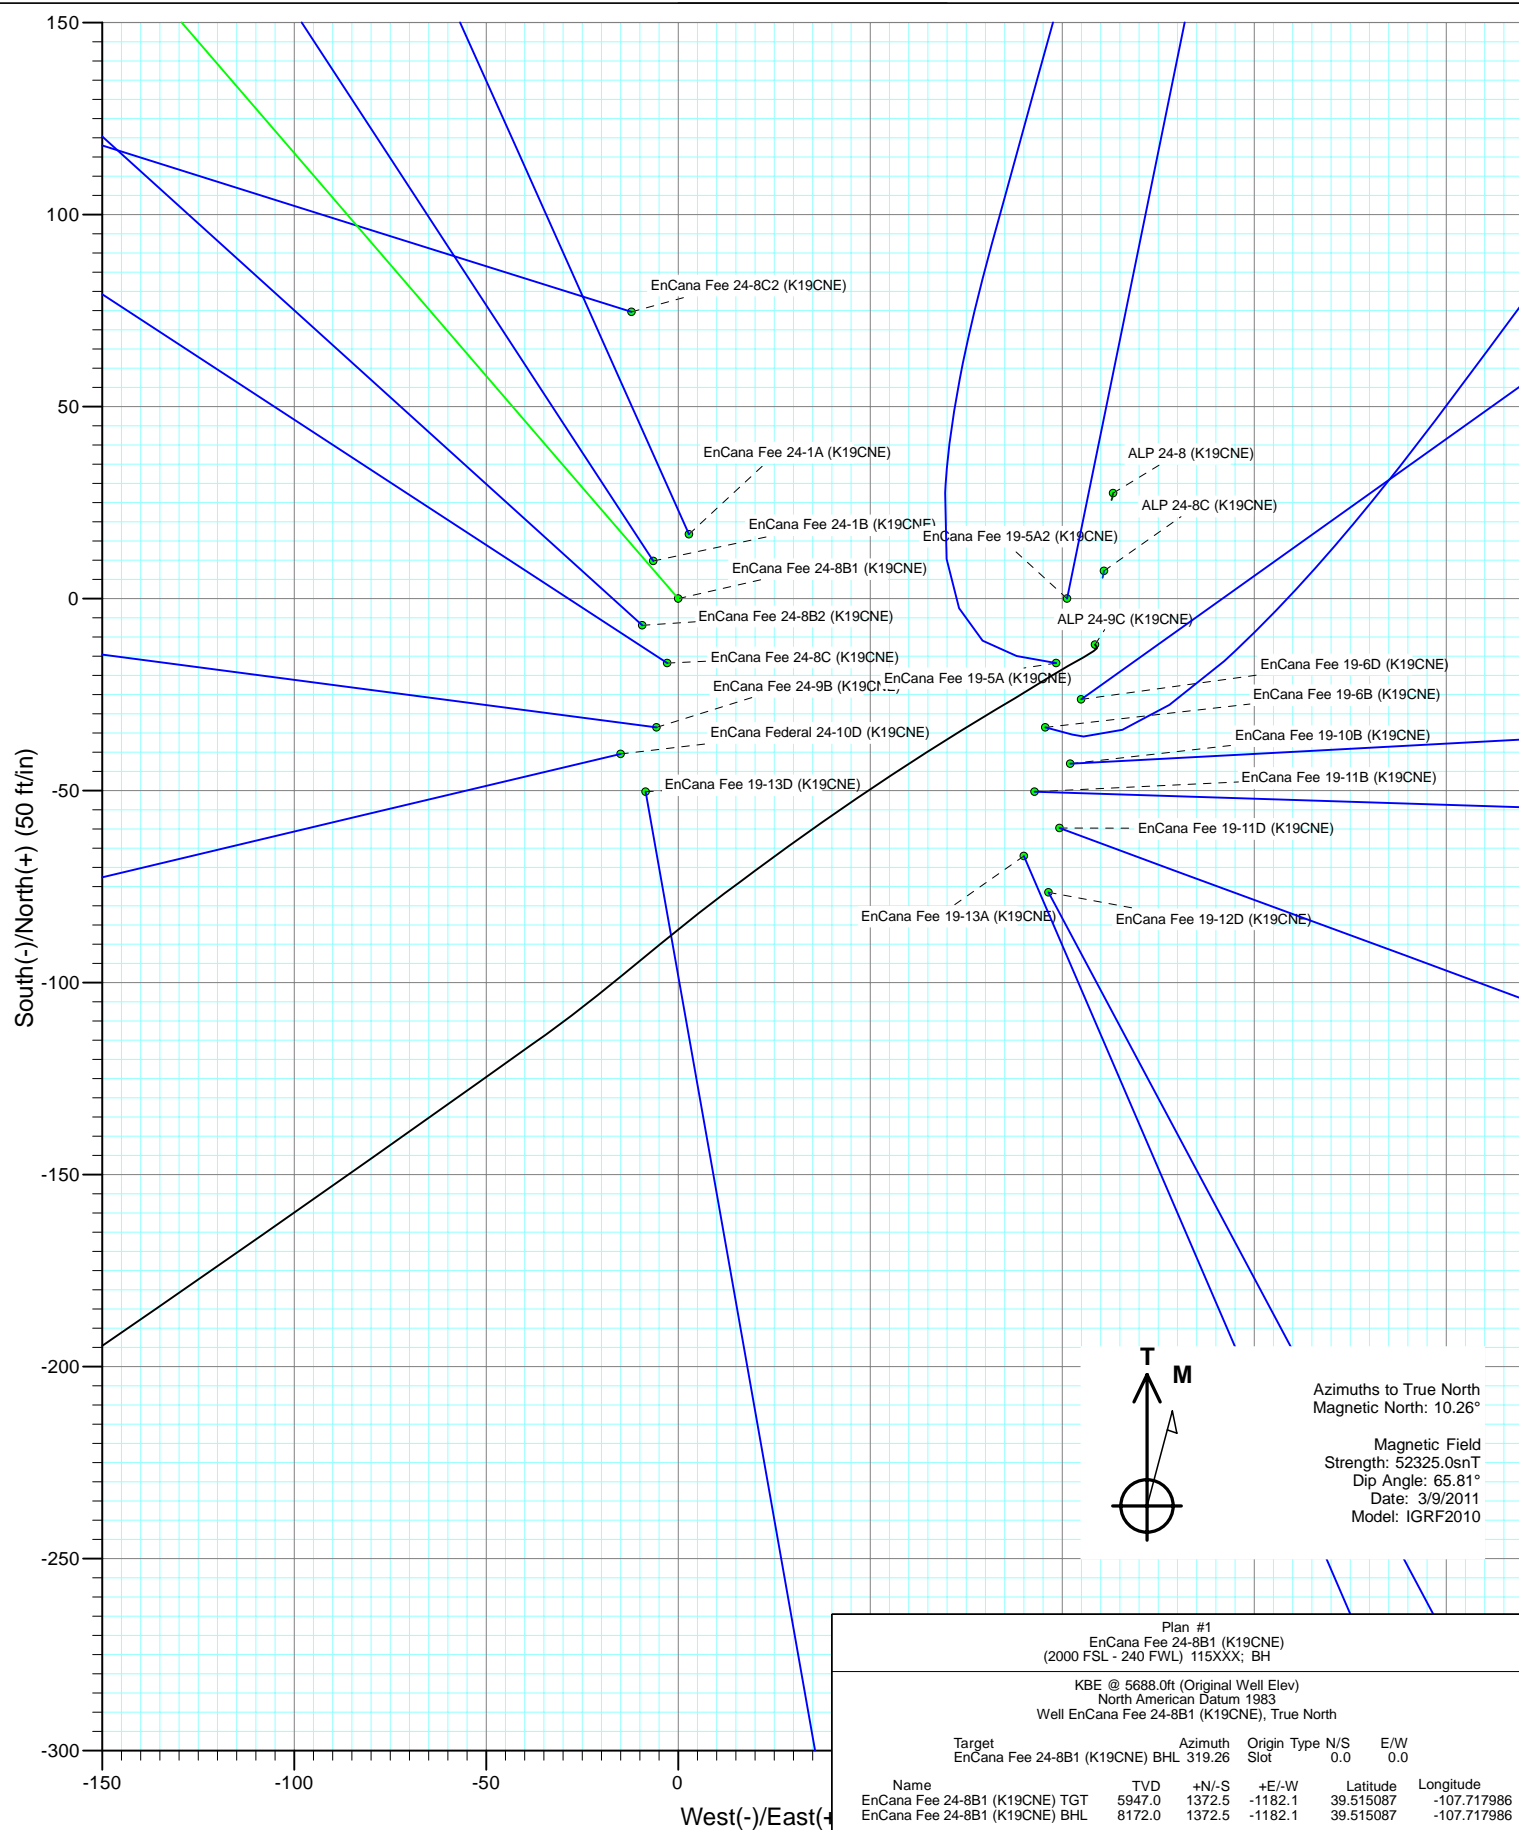 150
100
50
0
-50
-100
-150
-200
-250
-300
South(-)/North(+) (50 ft/in)
EnCana Fee 24-8C2 (K19CNE)
EnCana Fee 24-1A (K19CNE)
ALP 24-8 (K19CNE)
ALP 24-8C (K19CNE)
EnCana Fee 24-1B (K19CNE)
EnCana Fee 19-5A2 (K19CNE)
EnCana Fee 24-8B1 (K19CNE)
EnCana Fee 24-8B2 (K19CNE)
ALP 24-9C (K19CNE)
EnCana Fee 24-8C (K19CNE)
EnCana Fee 19-6D (K19CNE)
EnCana Fee 19-5A (K19CNE)
EnCana Fee 24-9B (K19CNE)
EnCana Fee 19-6B (K19CNE)
EnCana Federal 24-10D (K19CNE)
EnCana Fee 19-10B (K19CNE)
EnCana Fee 19-11B (K19CNE)
EnCana Fee 19-13D (K19CNE)
EnCana Fee 19-11D (K19CNE)
EnCana Fee 19-13A (K19CNE)
EnCana Fee 19-12D (K19CNE)
T
M
Azimuths to True North
Magnetic North: 10.26°
Magnetic Field
Strength: 52325.0snT
Dip Angle: 65.81°
Date: 3/9/2011
Model: IGRF2010
Plan #1
EnCana Fee 24-8B1 (K19CNE)
(2000 FSL - 240 FWL) 115XXX; BH
KBE @ 5688.0ft (Original Well Elev)
North American Datum 1983
Well EnCana Fee 24-8B1 (K19CNE), True North
Target Azimuth Origin Type N/S E/W
EnCana Fee 24-8B1 (K19CNE) BHL 319.26 Slot 0.0 0.0
Name TVD +N/-S +E/-W Latitude Longitude
EnCana Fee 24-8B1 (K19CNE) TGT 5947.0 1372.5 -1182.1 39.515087 -107.717986
EnCana Fee 24-8B1 (K19CNE) BHL 8172.0 1372.5 -1182.1 39.515087 -107.717986
-150 -100 -50 0
West(-)/East(+